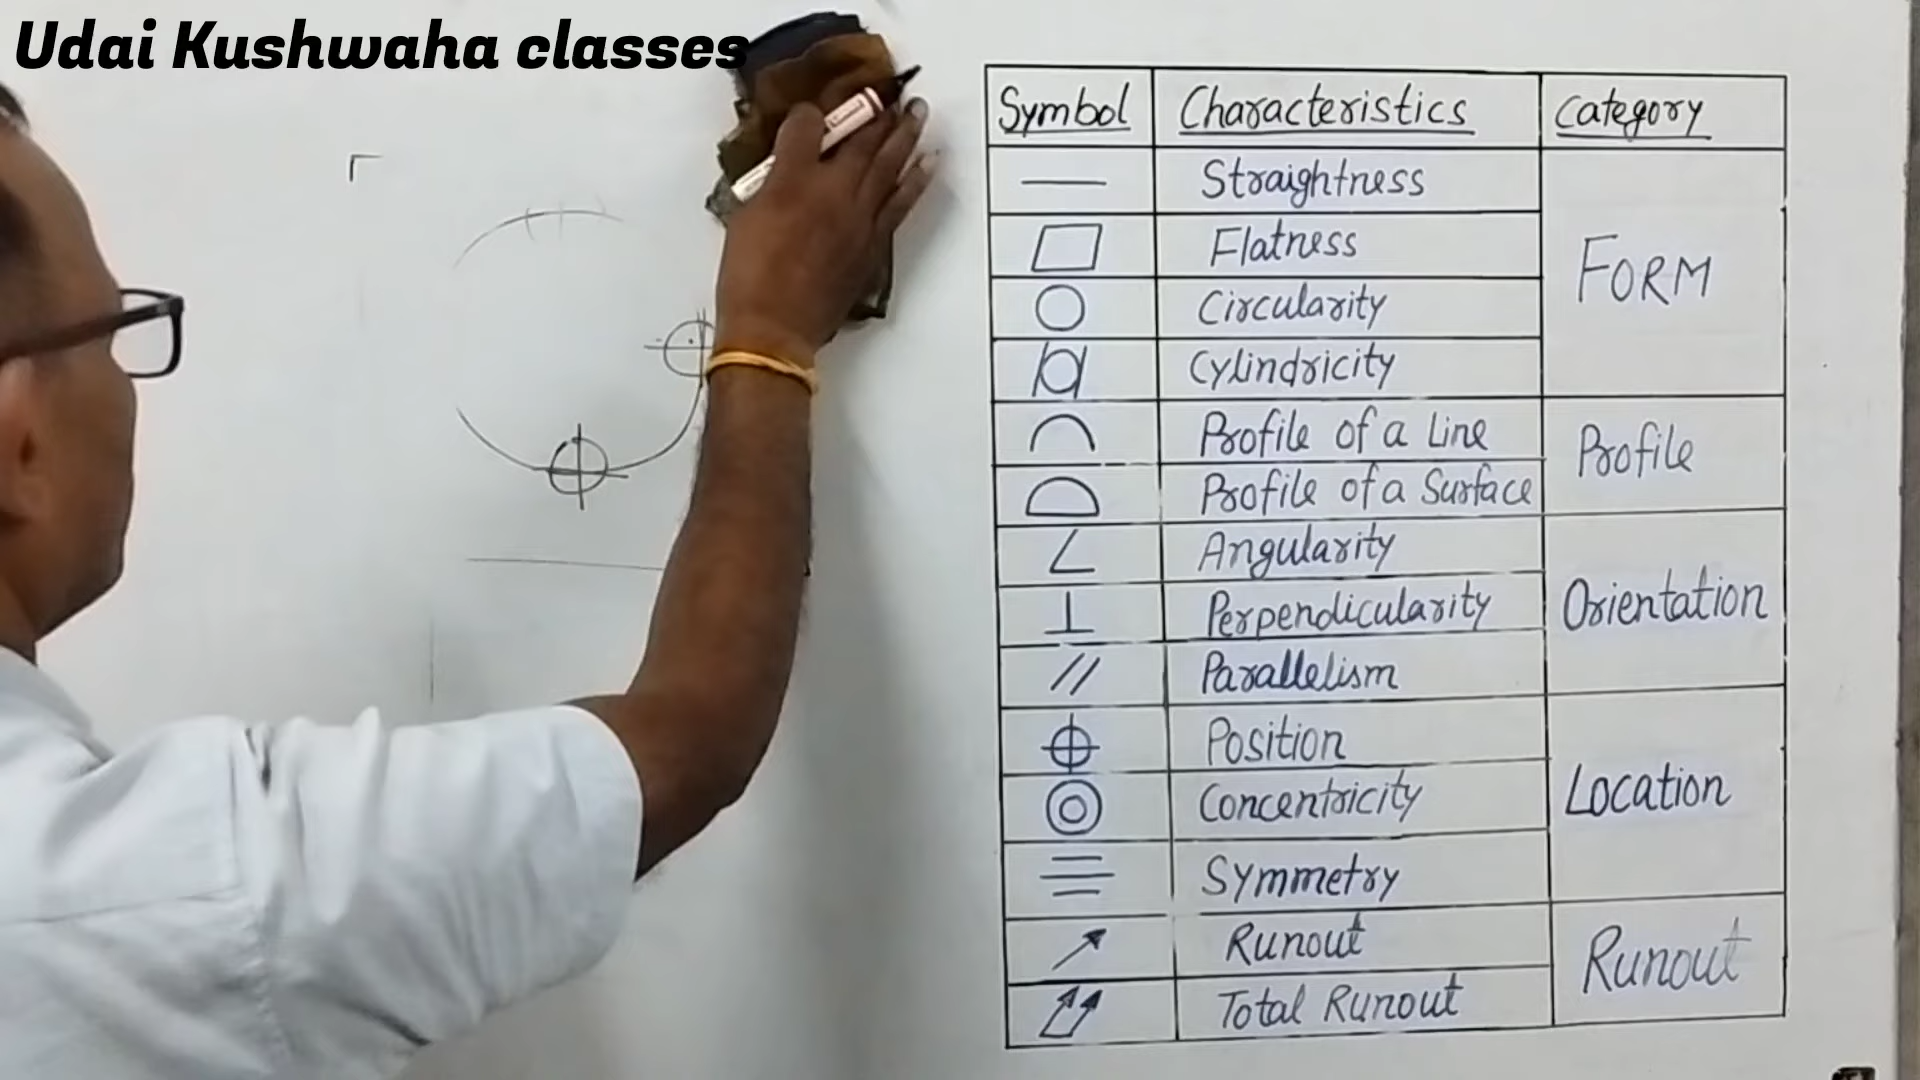 Udai Kushwaha classes
Symbol Characteristics Category
Straightness
Flatness
Circularity
Cylindricity
FORM
Profile of a Line
Profile of a Surface
Profile
Angularity
Perpendicularity
Parallelism
Orientation
Position
Concentricity
Symmetry
Location
Runout
Total Runout
Runout